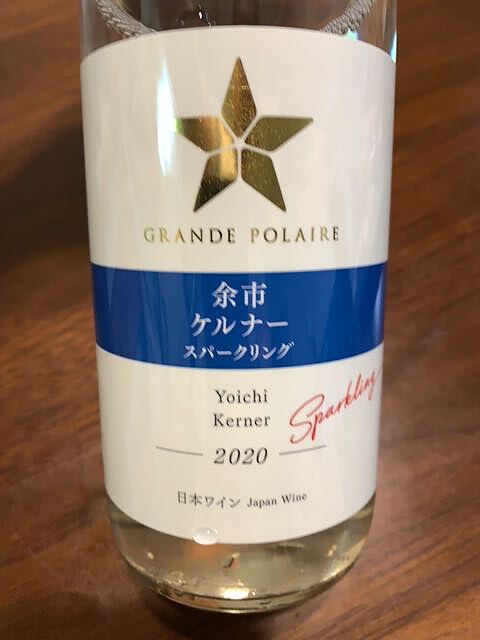 GRANDE POLAIRE
余市
ケルナー
スパークリング
Yoichi
Kerner
Sparkling
2020
日本ワイン Japan Wine